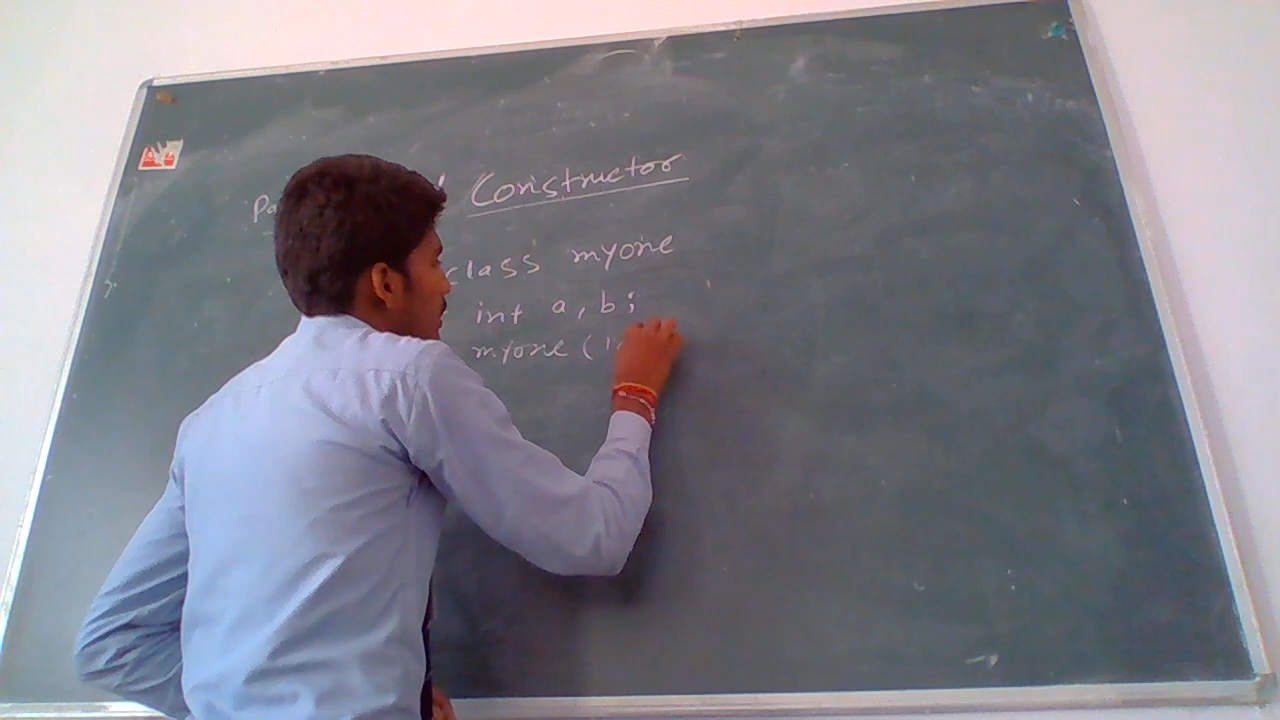 Constructor
class myone
int a, b;
myone (